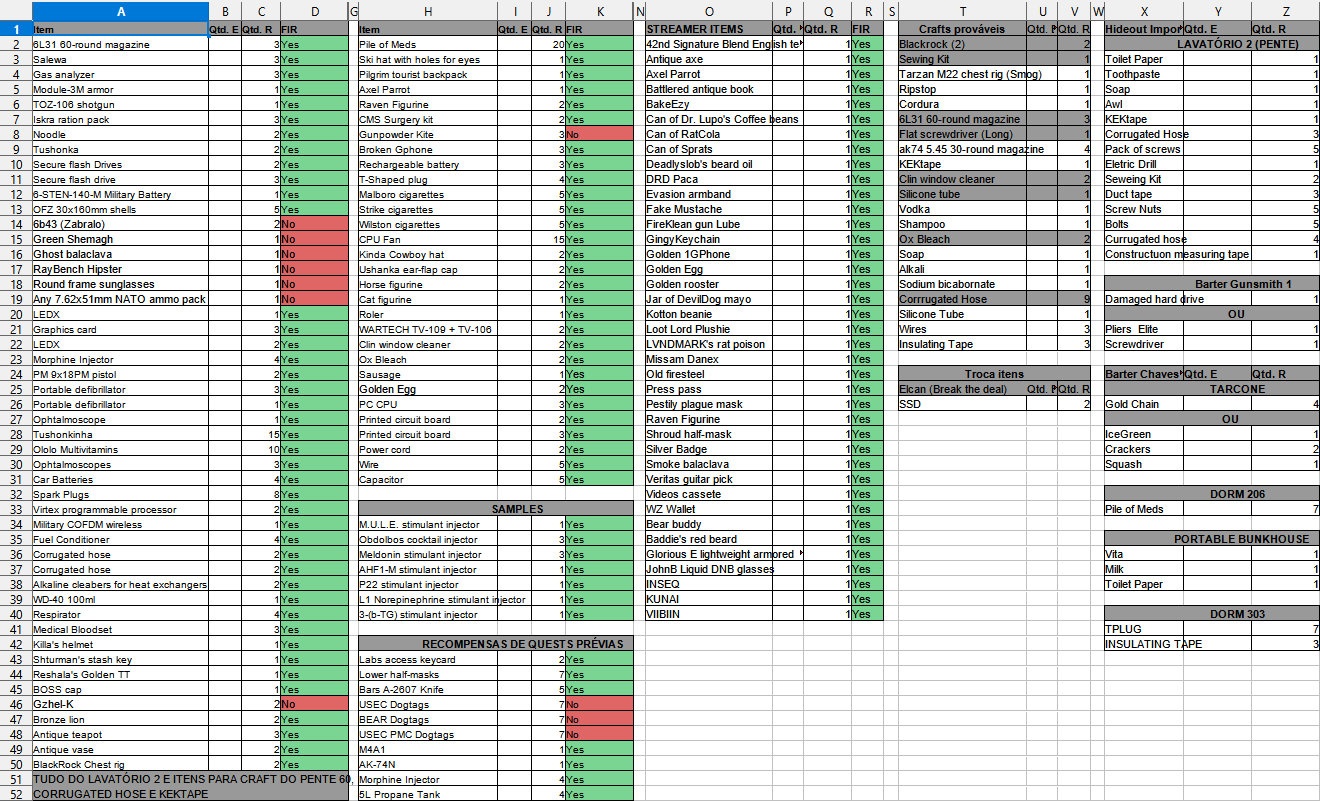 A B C D G H I J K N O P Q R S T U V W X Y Z
1 Item Qtd. E Qtd. R FIR Item Qtd. E Qtd. R FIR STREAMER ITEMS Qtd. Qtd. R FIR Crafts prováveis Qtd. Qtd. R Hideout Impor Qtd. E Qtd. R
2 6L31 60-round magazine 3 Yes Pile of Meds 20 Yes 42nd Signature Blend English te 1 Yes Blackrock (2) 2 LAVATÓRIO 2 (PENTE)
3 Salewa 3 Yes Ski hat with holes for eyes 1 Yes Antique axe 1 Yes Sewing Kit 1 Toilet Paper 1
4 Gas analyzer 3 Yes Pilgrim tourist backpack 1 Yes Axel Parrot 1 Yes Tarzan M22 chest rig (Smog) 1 Toothpaste 1
5 Module-3M armor 1 Yes Axel Parrot 1 Yes Battlered antique book 1 Yes Ripstop 1 Soap 1
6 TOZ-106 shotgun 1 Yes Raven Figurine 2 Yes BakeEzy 1 Yes Cordura 1 Awl 1
7 Iskra ration pack 3 Yes CMS Surgery kit 2 Yes Can of Dr. Lupo's Coffee beans 1 Yes 6L31 60-round magazine 3 KEKtape 1
8 Noodle 2 Yes Gunpowder Kite 3 No Can of RatCola 1 Yes Flat screwdriver (Long) 1 Corrugated Hose 3
9 Tushonka 2 Yes Broken Gphone 3 Yes Can of Sprats 1 Yes ak74 5.45 30-round magazine 4 Pack of screws 5
10 Secure flash Drives 2 Yes Rechargeable battery 3 Yes Deadlyslob's beard oil 1 Yes KEKtape 1 Eletric Drill 1
11 Secure flash drive 3 Yes T-Shaped plug 4 Yes DRD Paca 1 Yes Clin window cleaner 2 Seweing Kit 2
12 6-STEN-140-M Military Battery 1 Yes Malboro cigarettes 5 Yes Evasion armband 1 Yes Silicone tube 1 Duct tape 3
13 OFZ 30x160mm shells 5 Yes Strike cigarettes 5 Yes Fake Mustache 1 Yes Vodka 1 Screw Nuts 5
14 6b43 (Zabralo) 2 No Wilston cigarettes 5 Yes FireKlean gun Lube 1 Yes Shampoo 1 Bolts 5
15 Green Shemagh 1 No CPU Fan 15 Yes GingyKeychain 1 Yes Ox Bleach 2 Currugated hose 4
16 Ghost balaclava 1 No Kinda Cowboy hat 2 Yes Golden 1GPhone 1 Yes Soap 1 Constructuon measuring tape 1
17 RayBench Hipster 1 No Ushanka ear-flap cap 2 Yes Golden Egg 1 Yes Alkali 1
18 Round frame sunglasses 1 No Horse figurine 2 Yes Golden rooster 1 Yes Sodium bicabornate 1 Barter Gunsmith 1
19 Any 7.62x51mm NATO ammo pack 1 No Cat figurine 1 Yes Jar of DevilDog mayo 1 Yes Corrrugated Hose 9 Damaged hard drive 1
20 LEDX 1 Yes Roler 1 Yes Kotton beanie 1 Yes Silicone Tube 1 OU
21 Graphics card 3 Yes WARTECH TV-109 + TV-106 2 Yes Loot Lord Plushie 1 Yes Wires 3 Pliers Elite 1
22 LEDX 2 Yes Clin window cleaner 2 Yes LVNDMARK's rat poison 1 Yes Insulating Tape 3 Screwdriver 1
23 Morphine Injector 4 Yes Ox Bleach 2 Yes Missam Danex 1 Yes
24 PM 9x18PM pistol 2 Yes Sausage 1 Yes Old firesteel 1 Yes Troca itens Barter Chaves Qtd. E Qtd. R
25 Portable defibrillator 3 Yes Golden Egg 2 Yes Press pass 1 Yes Elcan (Break the deal) Qtd. Qtd. R TARCONE
26 Portable defibrillator 1 Yes PC CPU 3 Yes Pestily plague mask 1 Yes SSD 2 Gold Chain 4
27 Ophtalmoscope 1 Yes Printed circuit board 2 Yes Raven Figurine 1 Yes OU
28 Tushonkinha 15 Yes Printed circuit board 3 Yes Shroud half-mask 1 Yes IceGreen 1
29 Ololo Multivitamins 10 Yes Power cord 2 Yes Silver Badge 1 Yes Crackers 2
30 Ophtalmoscopes 3 Yes Wire 5 Yes Smoke balaclava 1 Yes Squash 1
31 Car Batteries 4 Yes Capacitor 5 Yes Veritas guitar pick 1 Yes
32 Spark Plugs 8 Yes Videos cassete 1 Yes DORM 206
33 Virtex programmable processor 2 Yes SAMPLES WZ Wallet 1 Yes Pile of Meds 7
34 Military COFDM wireless 1 Yes M.U.L.E. stimulant injector 1 Yes Bear buddy 1 Yes
35 Fuel Conditioner 4 Yes Obdolbos cocktail injector 3 Yes Baddie's red beard 1 Yes PORTABLE BUNKHOUSE
36 Corrugated hose 2 Yes Meldonin stimulant injector 3 Yes Glorious E lightweight armored 1 Yes Vita 1
37 Corrugated hose 2 Yes AHF1-M stimulant injector 1 Yes JohnB Liquid DNB glasses 1 Yes Milk 1
38 Alkaline cleabers for heat exchangers 1 Yes P22 stimulant injector 1 Yes INSEQ 1 Yes Toilet Paper 1
39 WD-40 100ml 1 Yes L1 Norepinephrine stimulant injector 1 Yes KUNAI 1 Yes
40 Respirator 4 Yes 3-(b-TG) stimulant injector 1 Yes VIIBIIN 1 Yes DORM 303
41 Medical Bloodset 3 Yes TPLUG 7
42 Killa's helmet 1 Yes RECOMPENSAS DE QUESTS PRÉVIAS INSULATING TAPE 3
43 Shturman's stash key 1 Yes Labs access keycard 2 Yes
44 Reshala's Golden TT 1 Yes Lower half-masks 7 Yes
45 BOSS cap 1 Yes Bars A-2607 Knife 5 Yes
46 Gzhel-K 2 No USEC Dogtags 7 No
47 Bronze lion 2 Yes BEAR Dogtags 7 No
48 Antique teapot 3 Yes USEC PMC Dogtags 7 No
49 Antique vase 2 Yes M4A1 1 Yes
50 BlackRock Chest rig 2 Yes AK-74N 1 Yes
51 TUDO DO LAVATÓRIO 2 E ITENS PARA CRAFT DO PENTE 60, Morphine Injector 4 Yes
52 CORRUGATED HOSE E KEKTAPE 5L Propane Tank 4 Yes